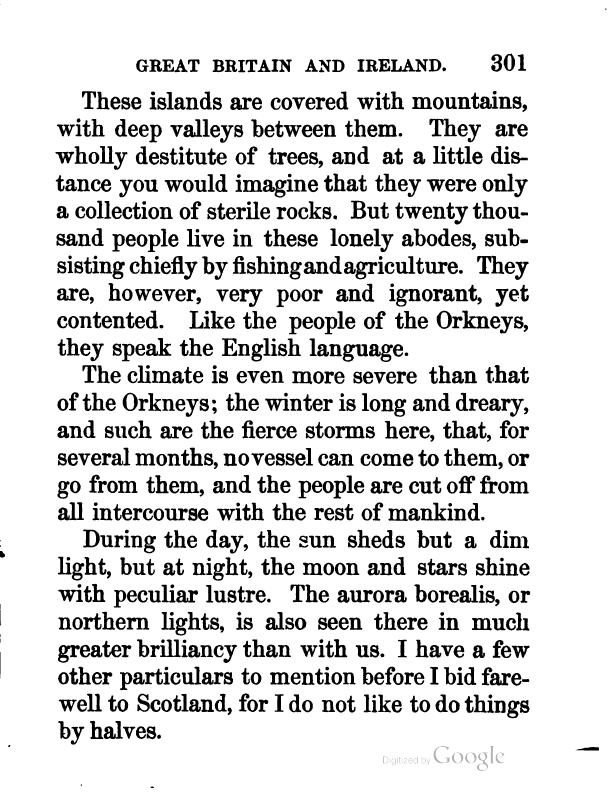 GREAT BRITAIN AND IRELAND. 301
These islands are covered with mountains,
with deep valleys between them. They are
wholly destitute of trees, and at a little dis-
tance you would imagine that they were only
a collection of sterile rocks. But twenty thou-
sand people live in these lonely abodes, sub-
sisting chiefly by fishing and agriculture. They
are, however, very poor and ignorant, yet
contented. Like the people of the Orkneys,
they speak the English language.
The climate is even more severe than that
of the Orkneys; the winter is long and dreary,
and such are the fierce storms here, that, for
several months, no vessel can come to them, or
go from them, and the people are cut off from
all intercourse with the rest of mankind.
During the day, the sun sheds but a dim
light, but at night, the moon and stars shine
with peculiar lustre. The aurora borealis, or
northern lights, is also seen there in much
greater brilliancy than with us. I have a few
other particulars to mention before I bid fare-
well to Scotland, for I do not like to do things
by halves.
Digitized by Google